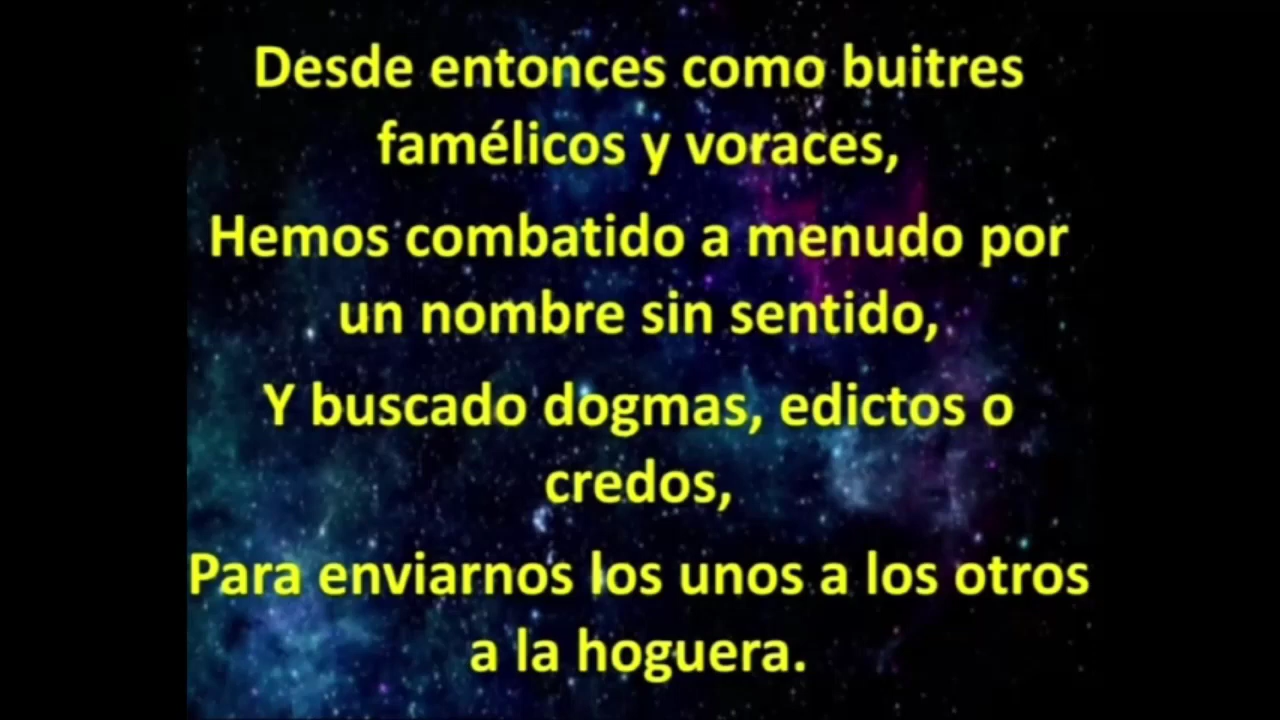 Desde entonces como buitres
famélicos y voraces,
Hemos combatido a menudo por
un nombre sin sentido,
Y buscado dogmas, edictos o
credos,
Para enviarnos los unos a los otros
a la hoguera.